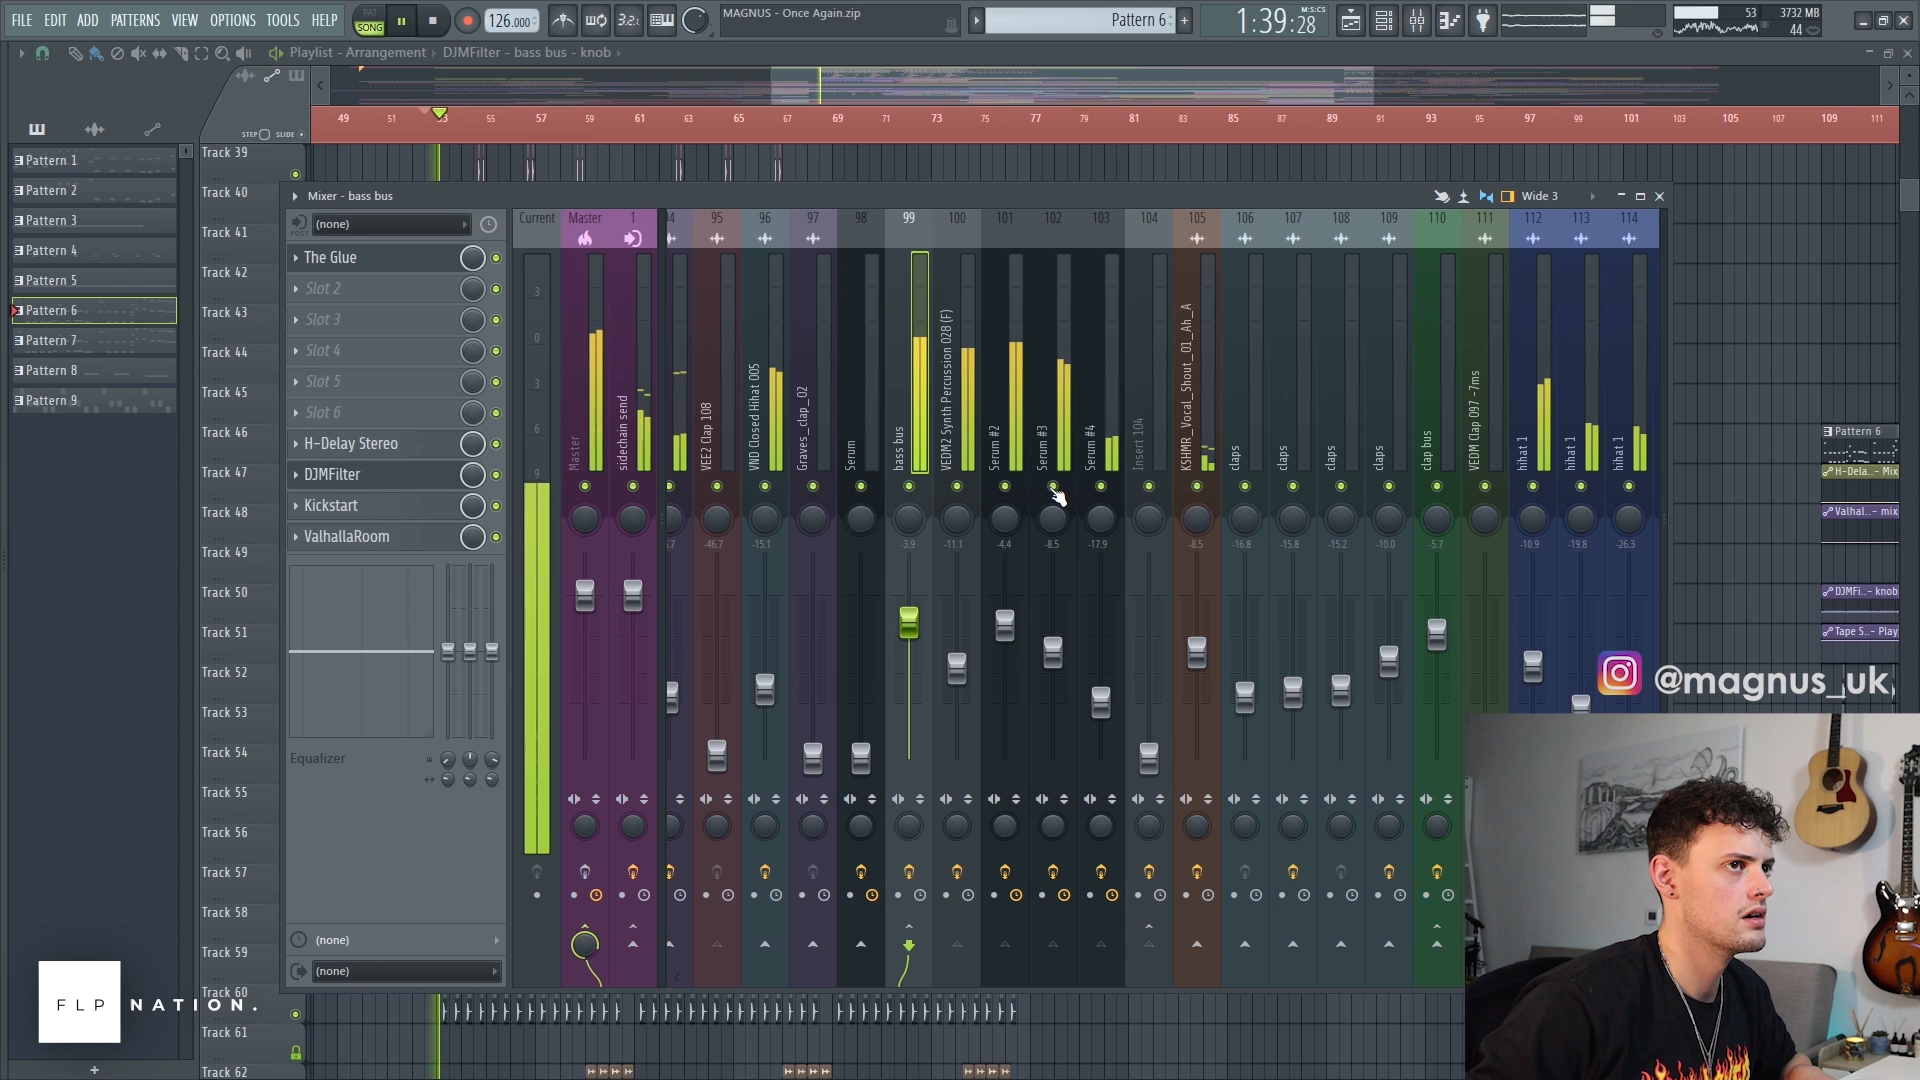 FILE EDIT ADD PATTERNS VIEW OPTIONS TOOLS HELP
PAT
SONG
126.000
3.2
MAGNUS - Once Again.zip
Pattern 6
1:39:28
M:S:CS
53
3732 MB
44
Playlist - Arrangement › DJMFilter - bass bus - knob ›
STEP SLIDE
49 51 53 55 57 59 61 63 65 67 69 71 73 75 77 79 81 83 85 87 89 91 93 95 97 99 101 103 105 107 109 111
Pattern 1
Pattern 2
Pattern 3
Pattern 4
Pattern 5
Pattern 6
Pattern 7
Pattern 8
Pattern 9
Track 39
Track 40
Track 41
Track 42
Track 43
Track 44
Track 45
Track 46
Track 47
Track 48
Track 49
Track 50
Track 51
Track 52
Track 53
Track 54
Track 55
Track 56
Track 57
Track 58
Track 59
Track 60
Track 61
Track 62
Mixer - bass bus
Wide 3
POST
(none)
The Glue
Slot 2
Slot 3
Slot 4
Slot 5
Slot 6
H-Delay Stereo
DJMFilter
Kickstart
ValhallaRoom
Equalizer
(none)
(none)
Current Master 1 94 95 96 97 98 99 100 101 102 103 104 105 106 107 108 109 110 111 112 113 114
3
0
3
6
9
Master
sidechain send
VEE2 Clap 108
VND Closed Hihat 005
Graves_clap_02
Serum
bass bus
VEDM2 Synth Percussion 028 (F)
Serum #2
Serum #3
Serum #4
Insert 104
KSHMR_Vocal_Shout_01_Ah_A
claps
claps
claps
claps
clap bus
VEDM Clap 097 -7ms
hihat 1
hihat 1
hihat 1
-46.7 -15.1 -3.9 -11.1 -4.4 -8.5 -17.9 -8.5 -16.8 -15.8 -15.2 -10.0 -5.7 -10.9 -19.8 -26.3
Pattern 6
H-Dela..- Mix
Valhal..- mix
DJMFi..- knob
Tape S..- Play
@magnus_uk
FLP NATION.